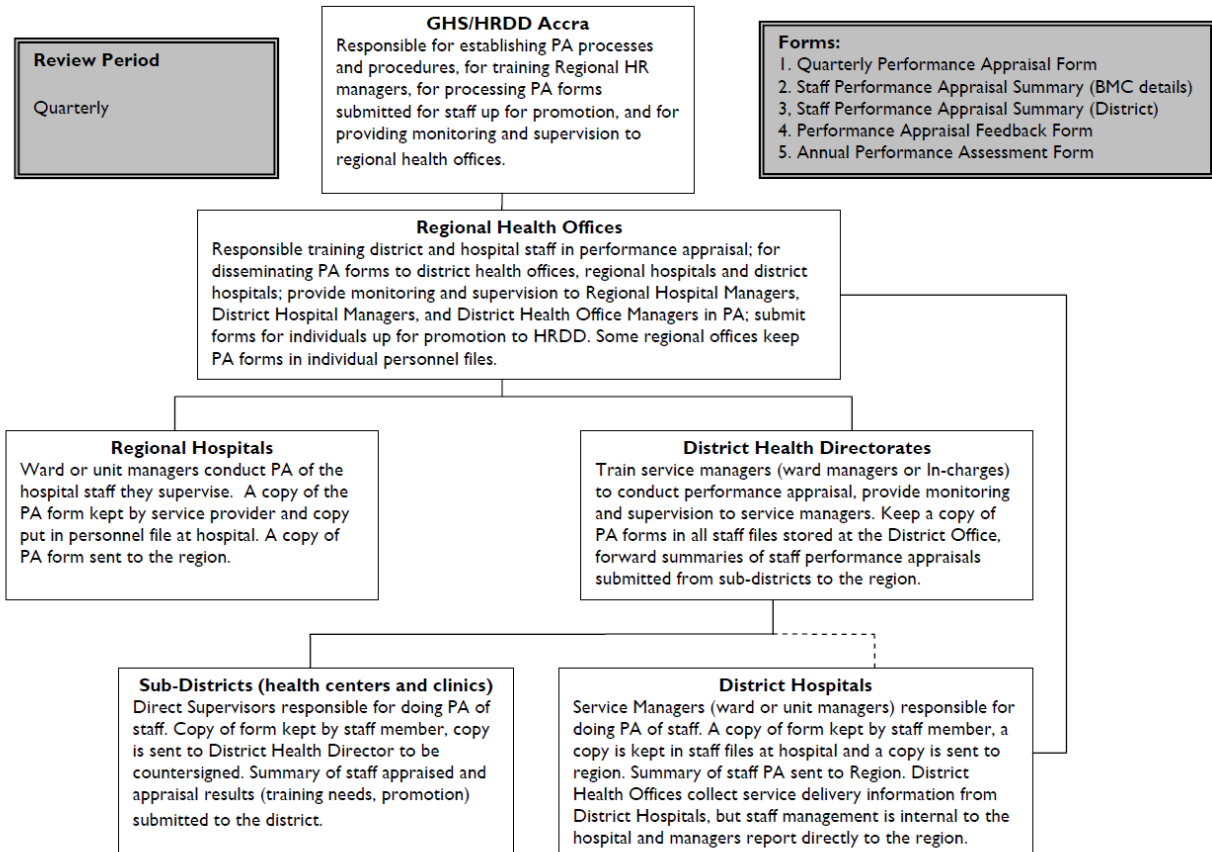 GHS/HRDD Accra
Responsible for establishing PA processes
and procedures, for training Regional HR
managers, for processing PA forms
submitted for staff up for promotion, and for
providing monitoring and supervision to
regional health offices.
Review Period
Quarterly
Forms:
1. Quarterly Performance Appraisal Form
2. Staff Performance Appraisal Summary (BMC details)
3, Staff Performance Appraisal Summary (District)
4. Performance Appraisal Feedback Form
5. Annual Performance Assessment Form
Regional Health Offices
Responsible training district and hospital staff in performance appraisal; for
disseminating PA forms to district health offices, regional hospitals and district
hospitals; provide monitoring and supervision to Regional Hospital Managers,
District Hospital Managers, and District Health Office Managers in PA; submit
forms for individuals up for promotion to HRDD. Some regional offices keep
PA forms in individual personnel files.
Regional Hospitals
Ward or unit managers conduct PA of the
hospital staff they supervise. A copy of the
PA form kept by service provider and copy
put in personnel file at hospital. A copy of
PA form sent to the region.
District Health Directorates
Train service managers (ward managers or In-charges)
to conduct performance appraisal, provide monitoring
and supervision to service managers. Keep a copy of
PA forms in all staff files stored at the District Office,
forward summaries of staff performance appraisals
submitted from sub-districts to the region.
Sub-Districts (health centers and clinics)
Direct Supervisors responsible for doing PA of
staff. Copy of form kept by staff member, copy
is sent to District Health Director to be
countersigned. Summary of staff appraised and
appraisal results (training needs, promotion)
submitted to the district.
District Hospitals
Service Managers (ward or unit managers) responsible for
doing PA of staff. A copy of form kept by staff member, a
copy is kept in staff files at hospital and a copy is sent to
region. Summary of staff PA sent to Region. District
Health Offices collect service delivery information from
District Hospitals, but staff management is internal to the
hospital and managers report directly to the region.